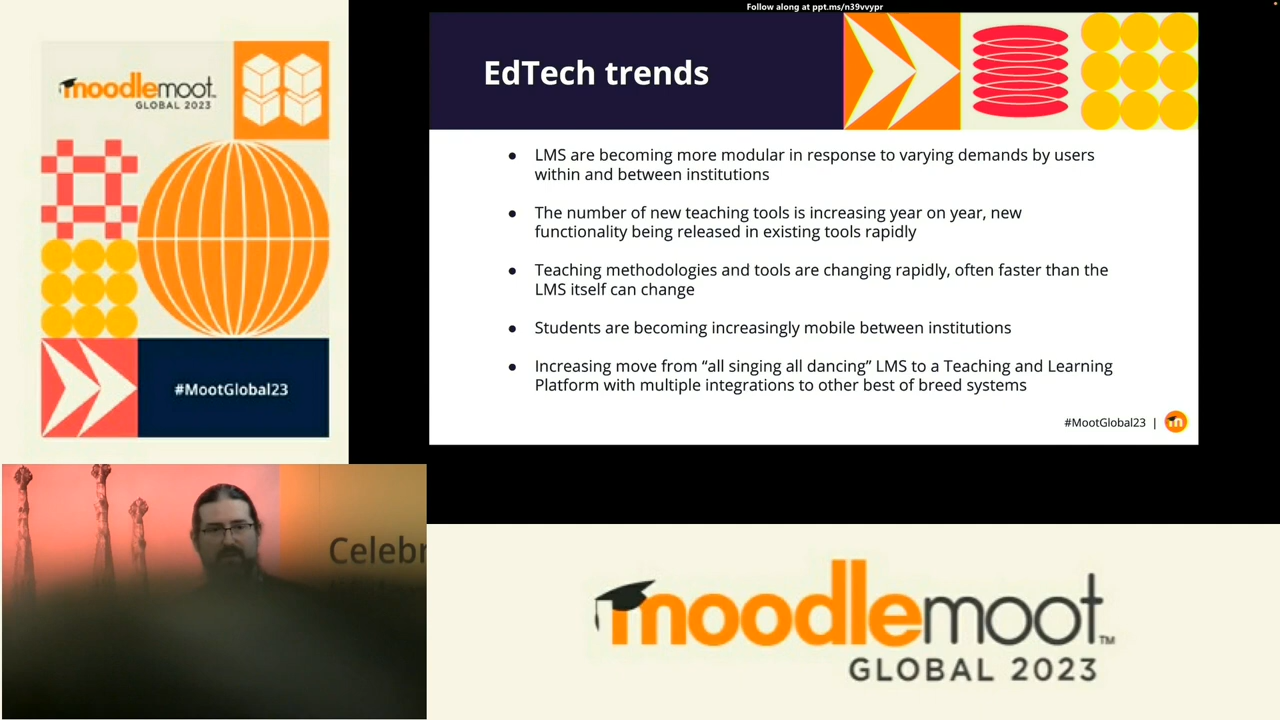 Follow along at ppt.ms/n39vvypr
moodlemoot™
GLOBAL 2023
#MootGlobal23
EdTech trends
● LMS are becoming more modular in response to varying demands by users
within and between institutions
● The number of new teaching tools is increasing year on year, new
functionality being released in existing tools rapidly
● Teaching methodologies and tools are changing rapidly, often faster than the
LMS itself can change
● Students are becoming increasingly mobile between institutions
● Increasing move from “all singing all dancing” LMS to a Teaching and Learning
Platform with multiple integrations to other best of breed systems
#MootGlobal23 |
m
Celebr
moodlemoot™
GLOBAL 2023